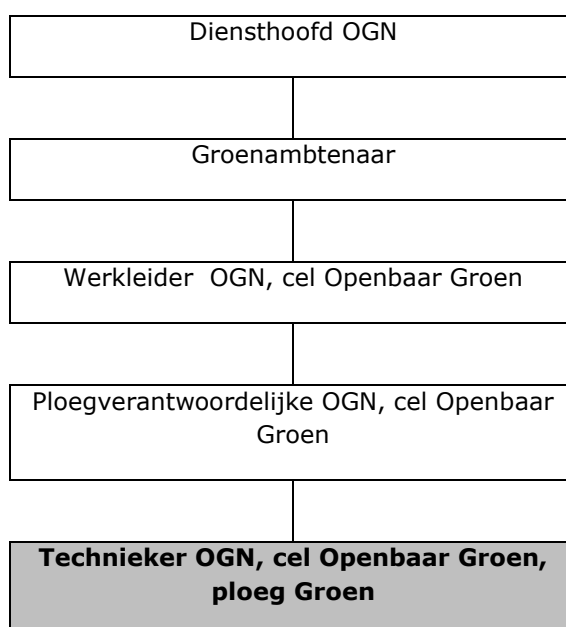 Diensthoofd OGN
Groenambtenaar
Werkleider  OGN, cel Openbaar Groen
Ploegverantwoordelijke OGN, cel Openbaar
Groen
Technieker OGN, cel Openbaar Groen,
ploeg Groen